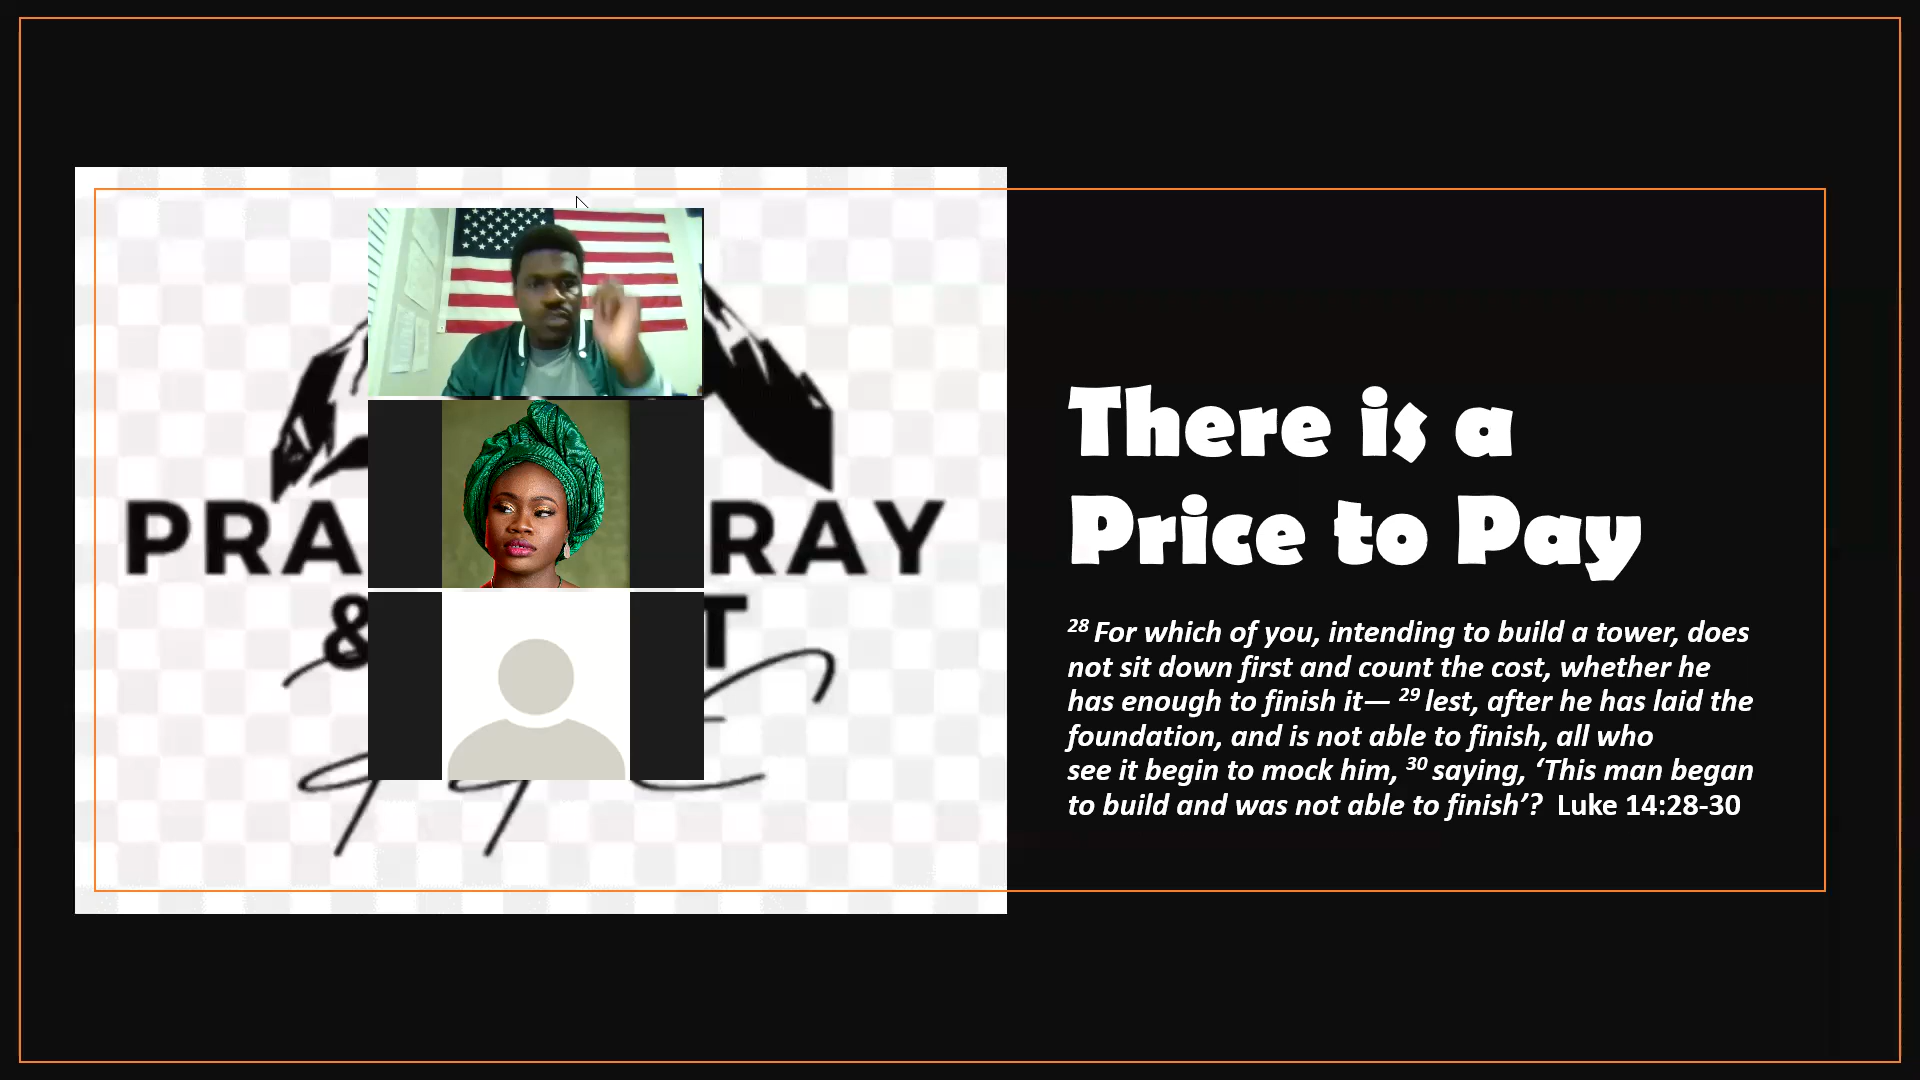 PRA RAY
& T
There is a
Price to Pay
28 For which of you, intending to build a tower, does
not sit down first and count the cost, whether he
has enough to finish it— 29 lest, after he has laid the
foundation, and is not able to finish, all who
see it begin to mock him, 30 saying, ‘This man began
to build and was not able to finish’?  Luke 14:28-30